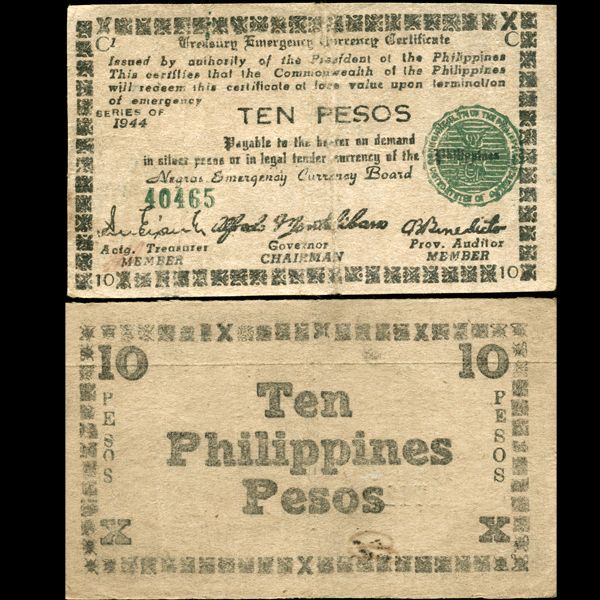 X X
C1 Treasury Emergency Currency Certificate C
Issued by authority of the President of the Philippines
This certifies that the Commonwealth of the Philippines
will redeem this certificate at face value upon termination
of emergency
SERIES OF
1944
TEN PESOS
Payable to the bearer on demand
in silver pesos or in legal tender currency of the Philippines
Negros Emergency Currency Board
40465
Alfredo Montelibano
B Benedicto
Actg. Treasurer Governor Prov. Auditor
MEMBER CHAIRMAN MEMBER
10 X X 10
X X
10 10
PESOS PESOS
Ten
Philippines
Pesos
X X
X